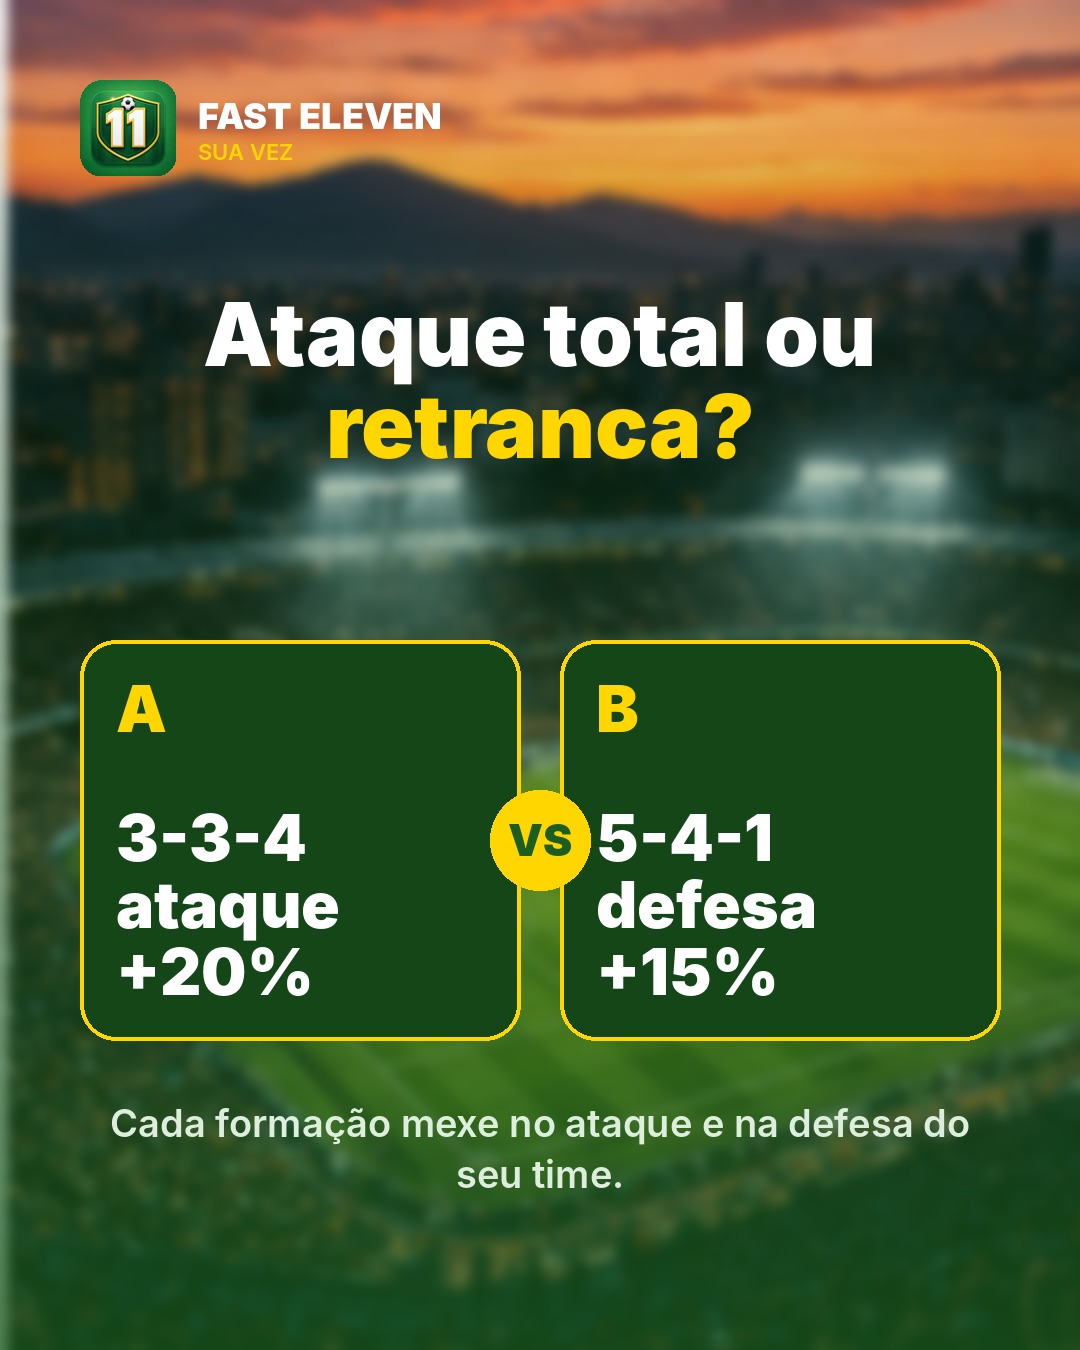 11
FAST ELEVEN
SUA VEZ
Ataque total ou
retranca?
A
3-3-4
ataque
+20%
VS
B
5-4-1
defesa
+15%
Cada formação mexe no ataque e na defesa do
seu time.